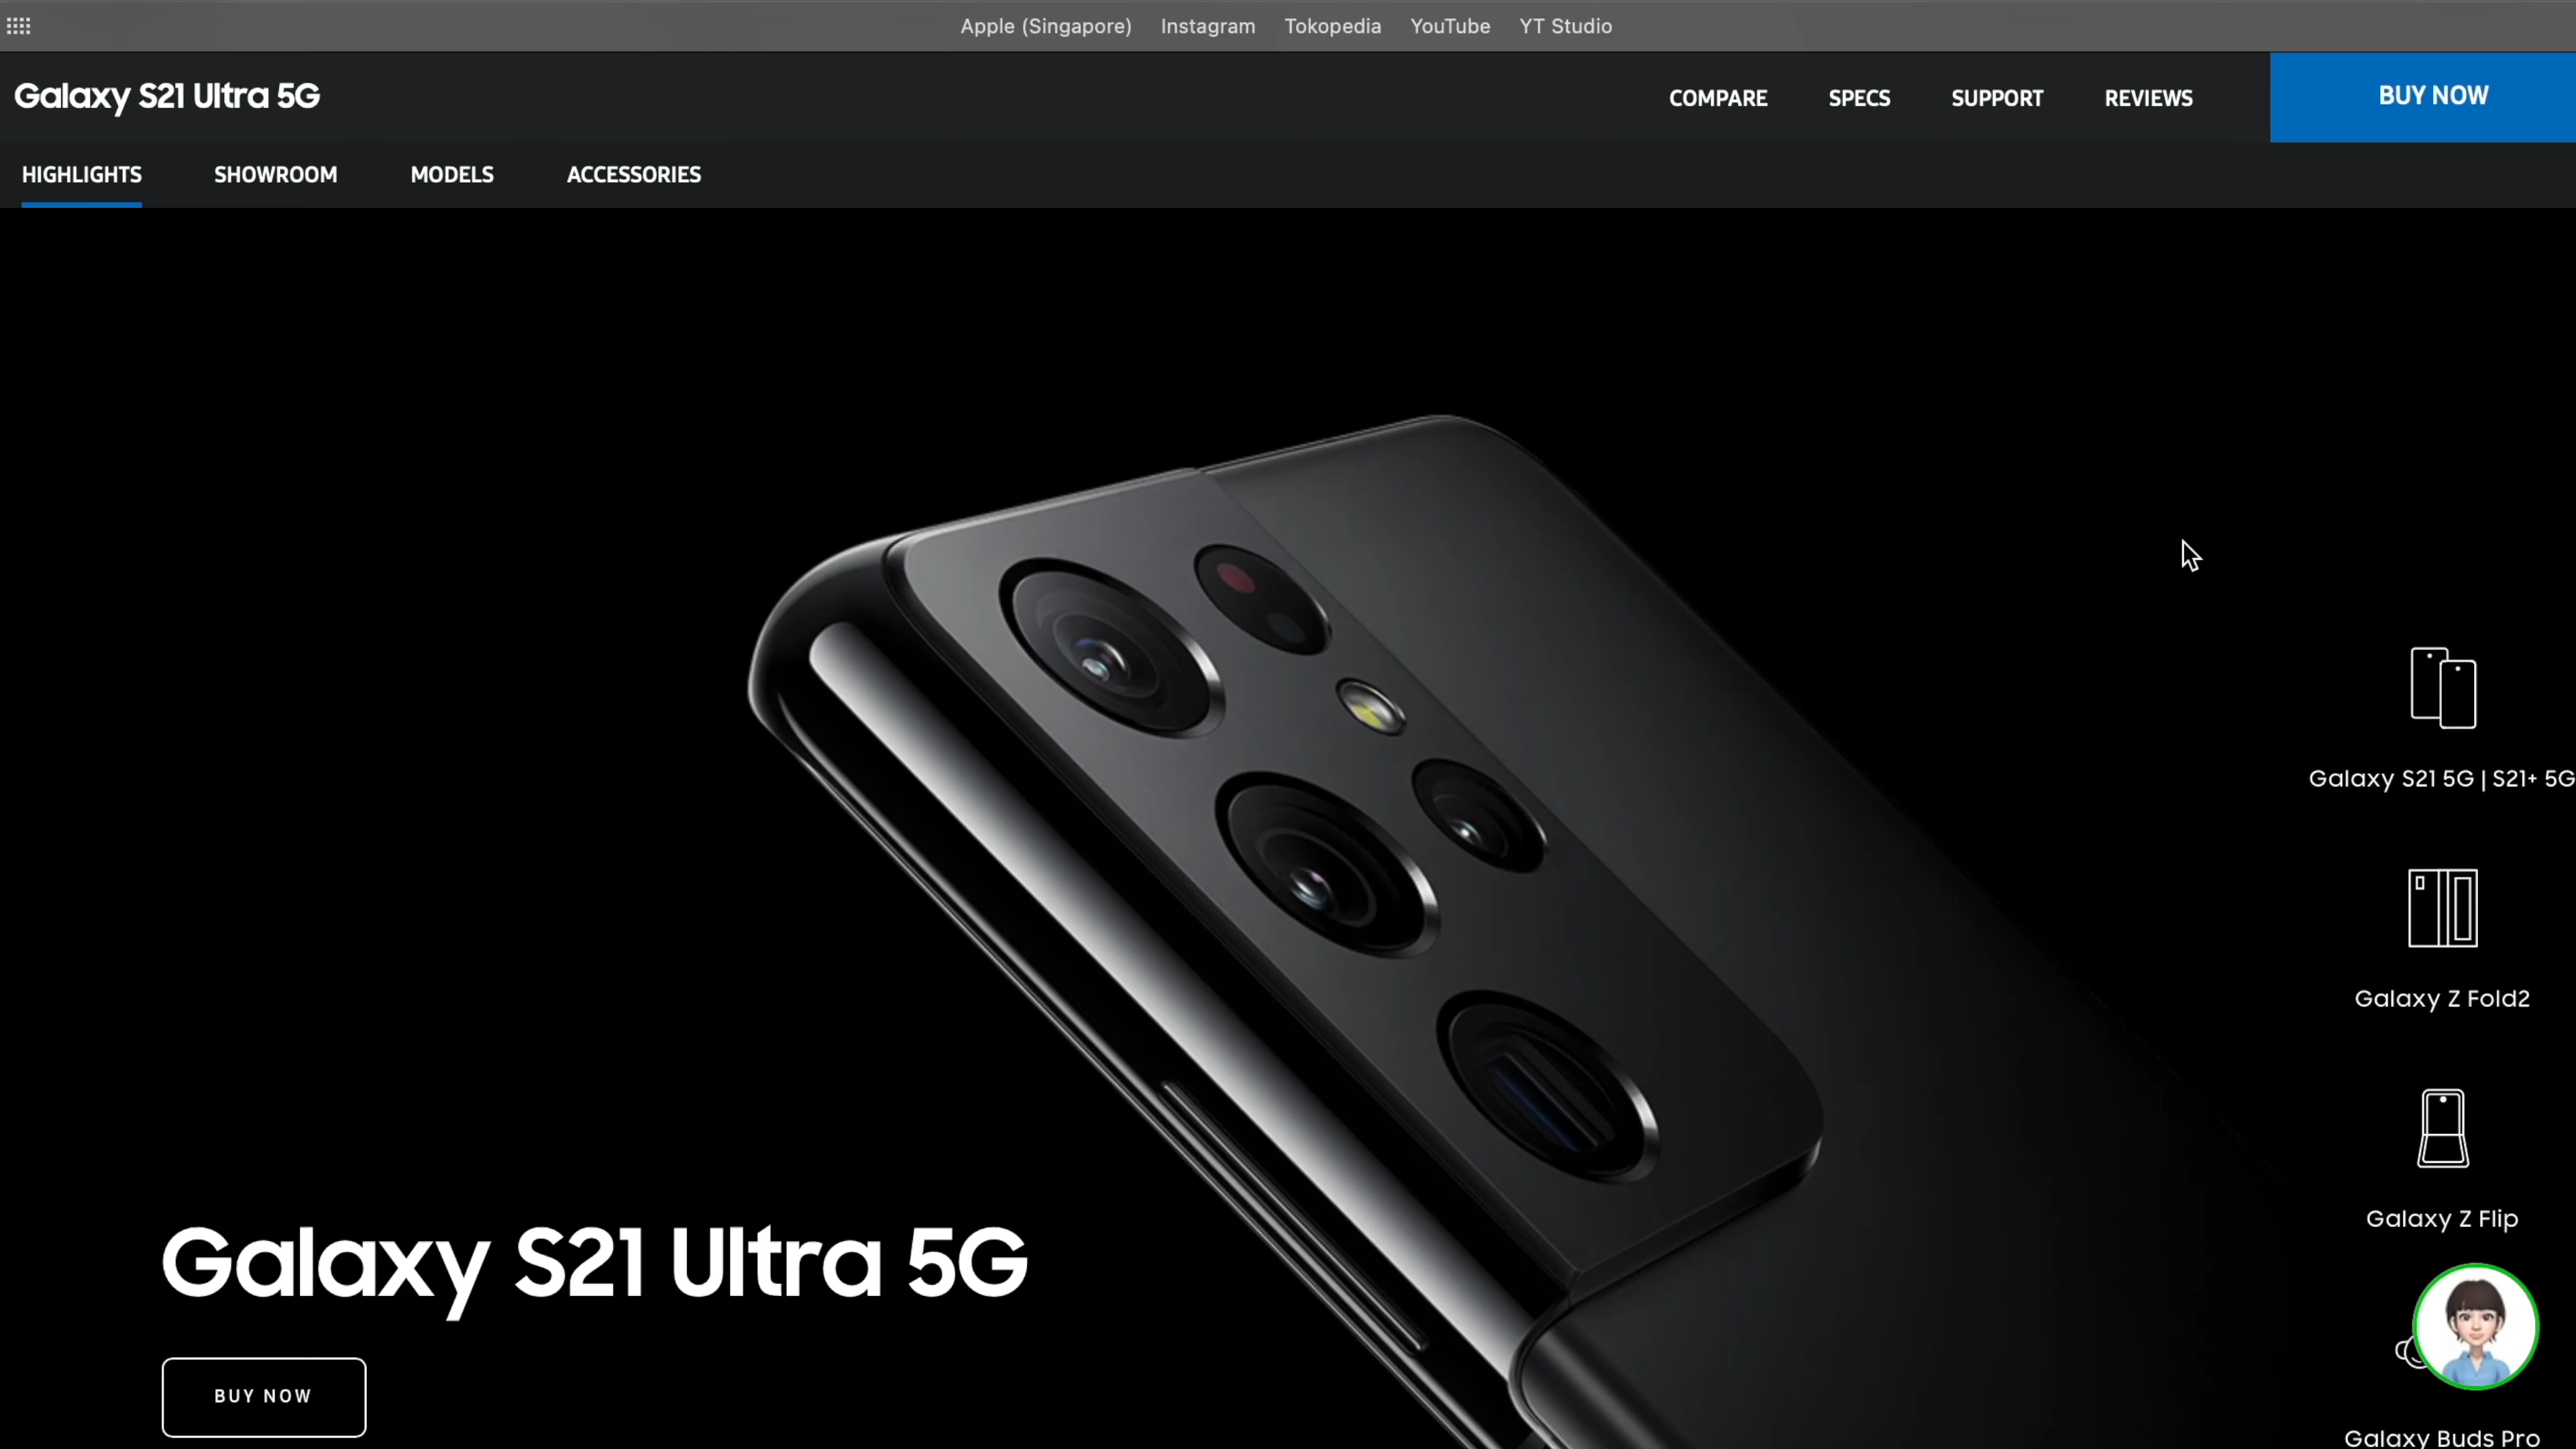 Apple (Singapore) Instagram Tokopedia YouTube YT Studio
Galaxy S21 Ultra 5G
COMPARE SPECS SUPPORT REVIEWS BUY NOW
HIGHLIGHTS SHOWROOM MODELS ACCESSORIES
Galaxy S21 5G | S21+ 5G
Galaxy Z Fold2
Galaxy Z Flip
Galaxy S21 Ultra 5G
BUY NOW
Galaxy Buds Pro